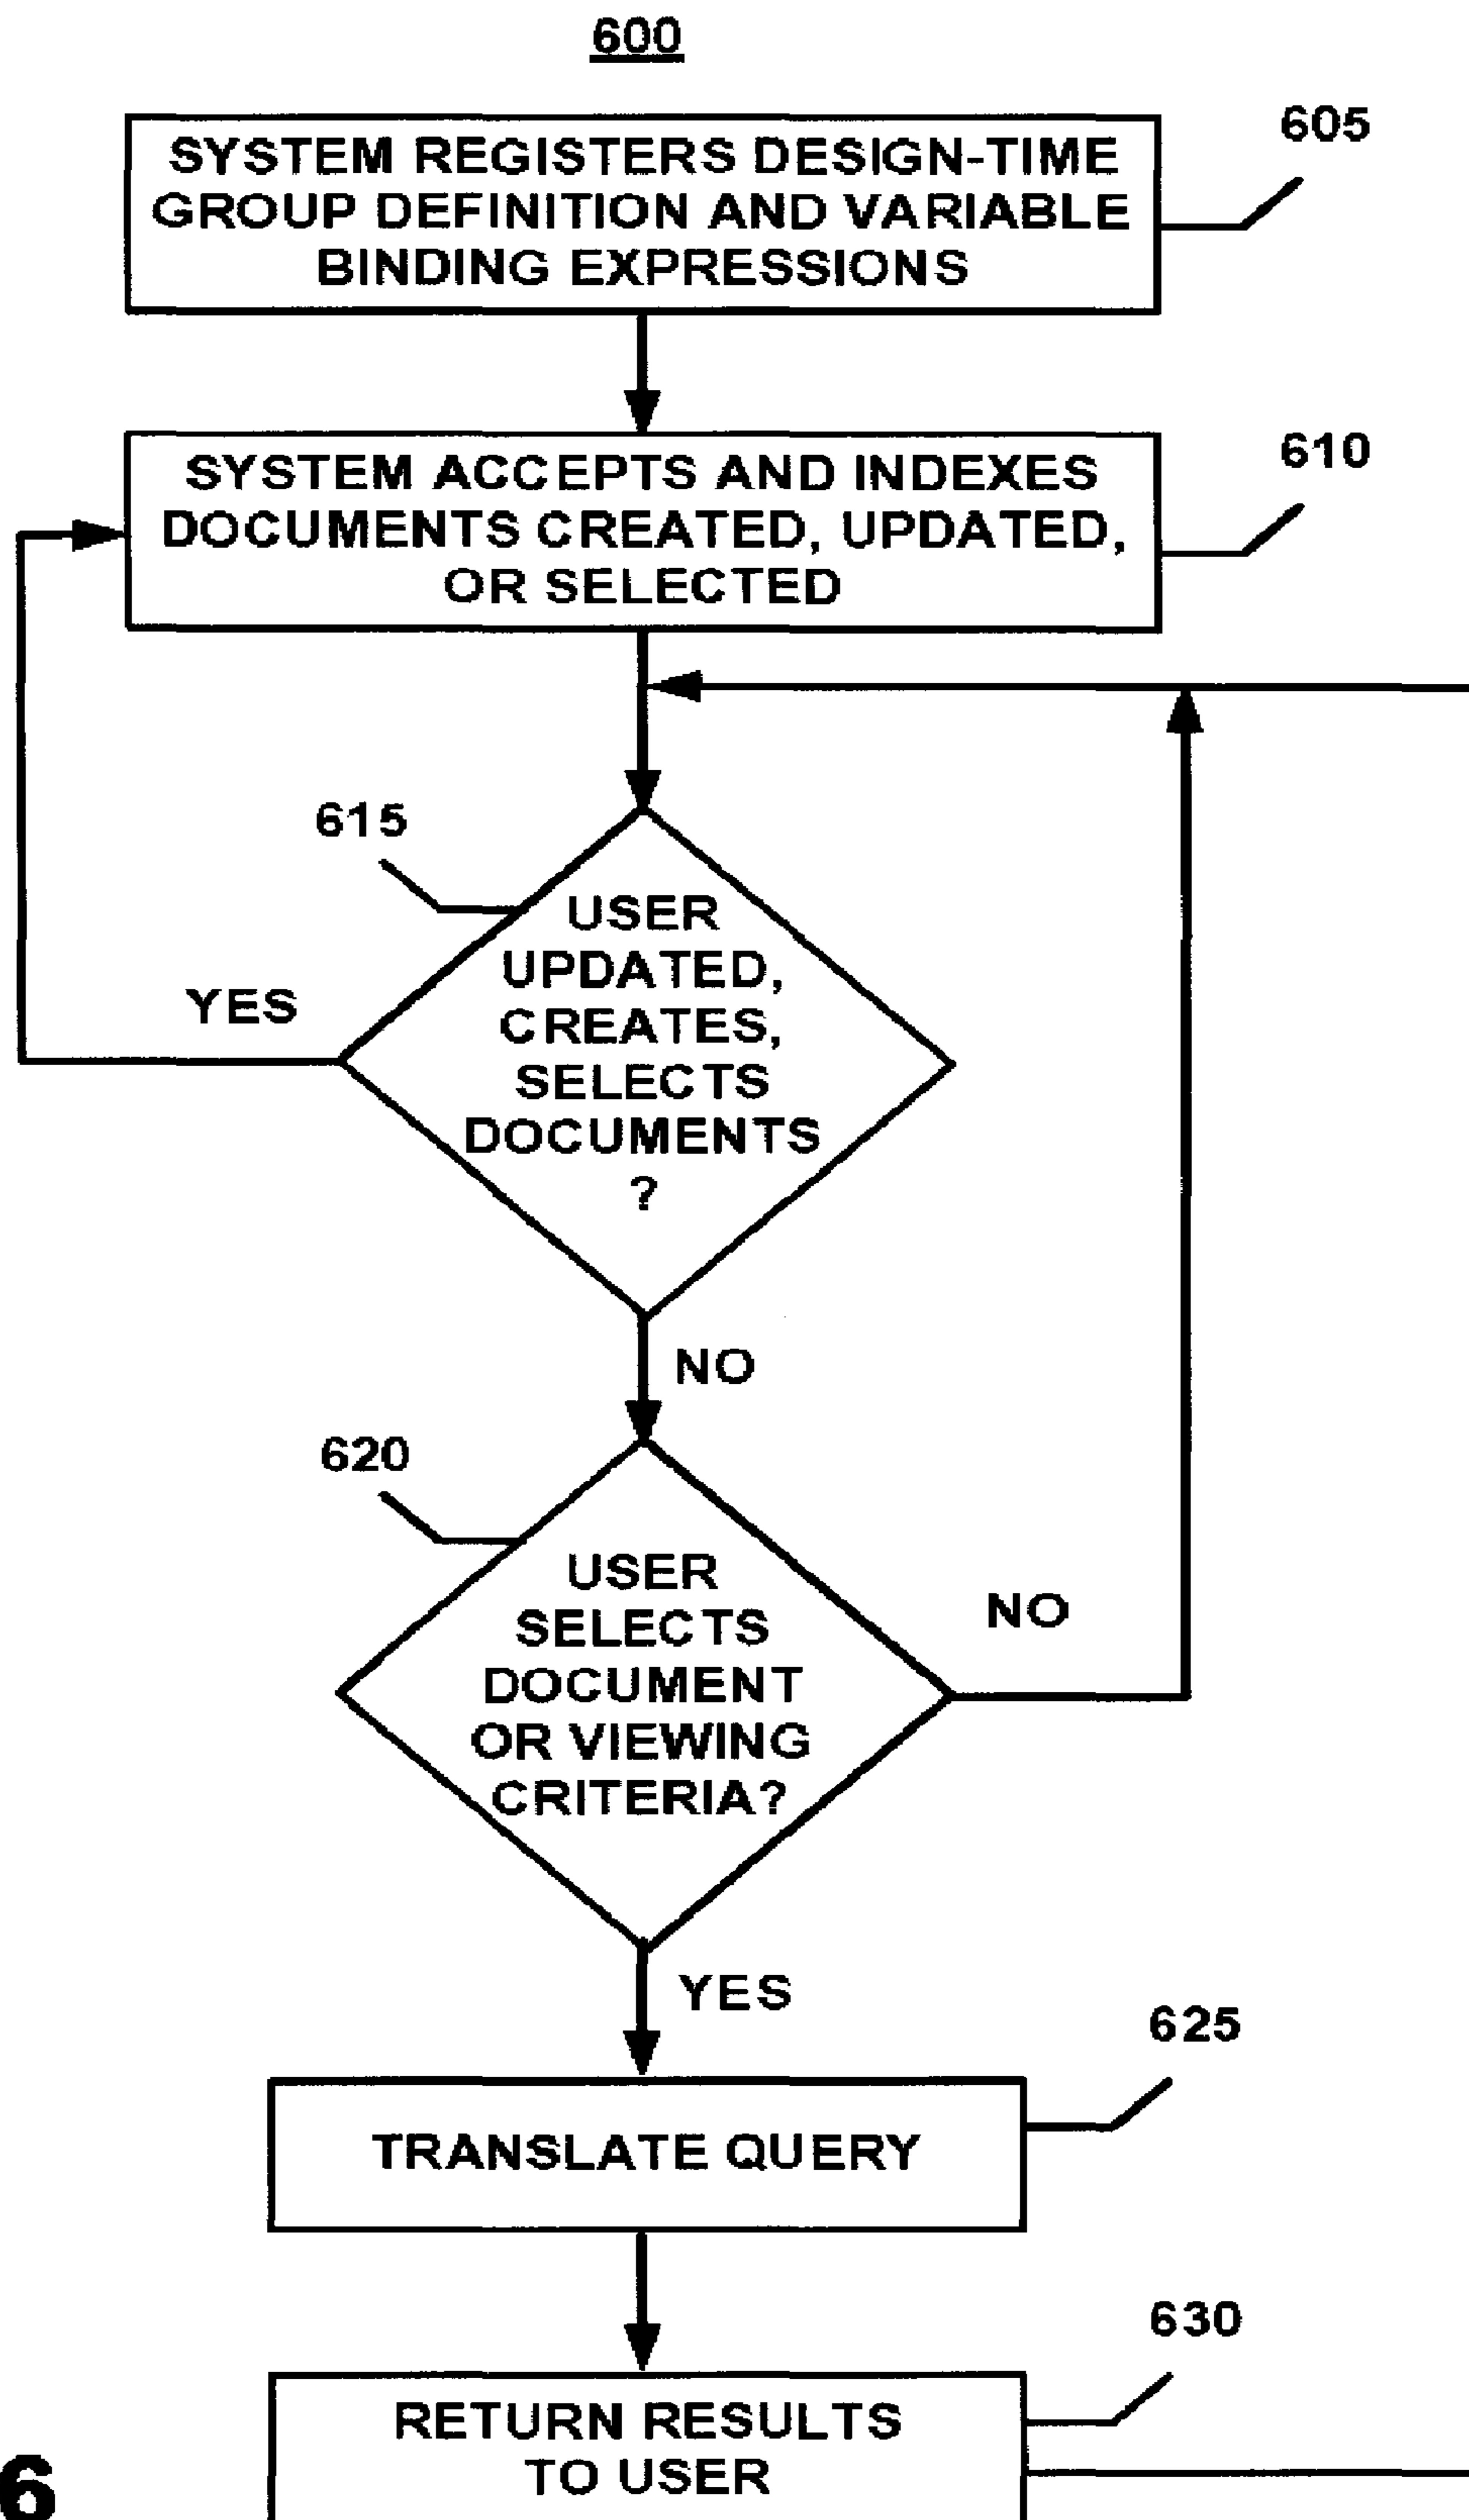 600
605
SYSTEM REGISTERS DESIGN-TIME
GROUP DEFINITION AND VARIABLE
BINDING EXPRESSIONS
610
SYSTEM ACCEPTS AND INDEXES
DOCUMENTS CREATED, UPDATED,
OR SELECTED
615
USER
UPDATED,
CREATES,
SELECTS
DOCUMENTS
?
YES
NO
620
USER
SELECTS
DOCUMENT
OR VIEWING
CRITERIA?
NO
YES
625
TRANSLATE QUERY
630
RETURN RESULTS
TO USER
6